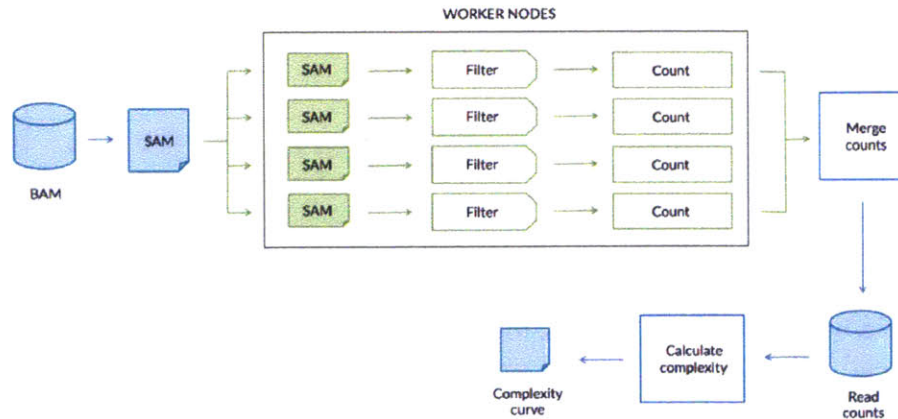 WORKER NODES
SAM Filter Count
SAM Filter Count
SAM Filter Count
SAM Filter Count
BAM
SAM
Merge
counts
Calculate
complexity
Complexity
curve
Read
counts